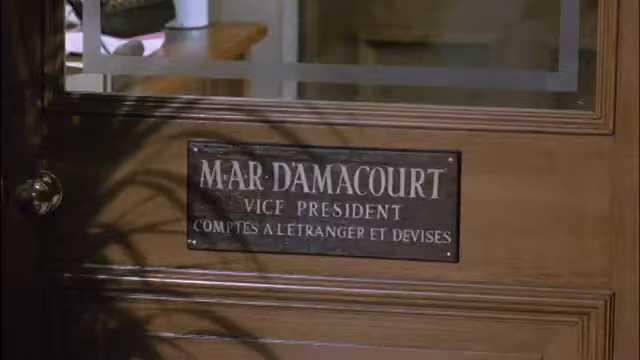 M·A·R· D'AMACOURT
VICE PRESIDENT
COMPTES A L'ETRANGER ET DEVISES